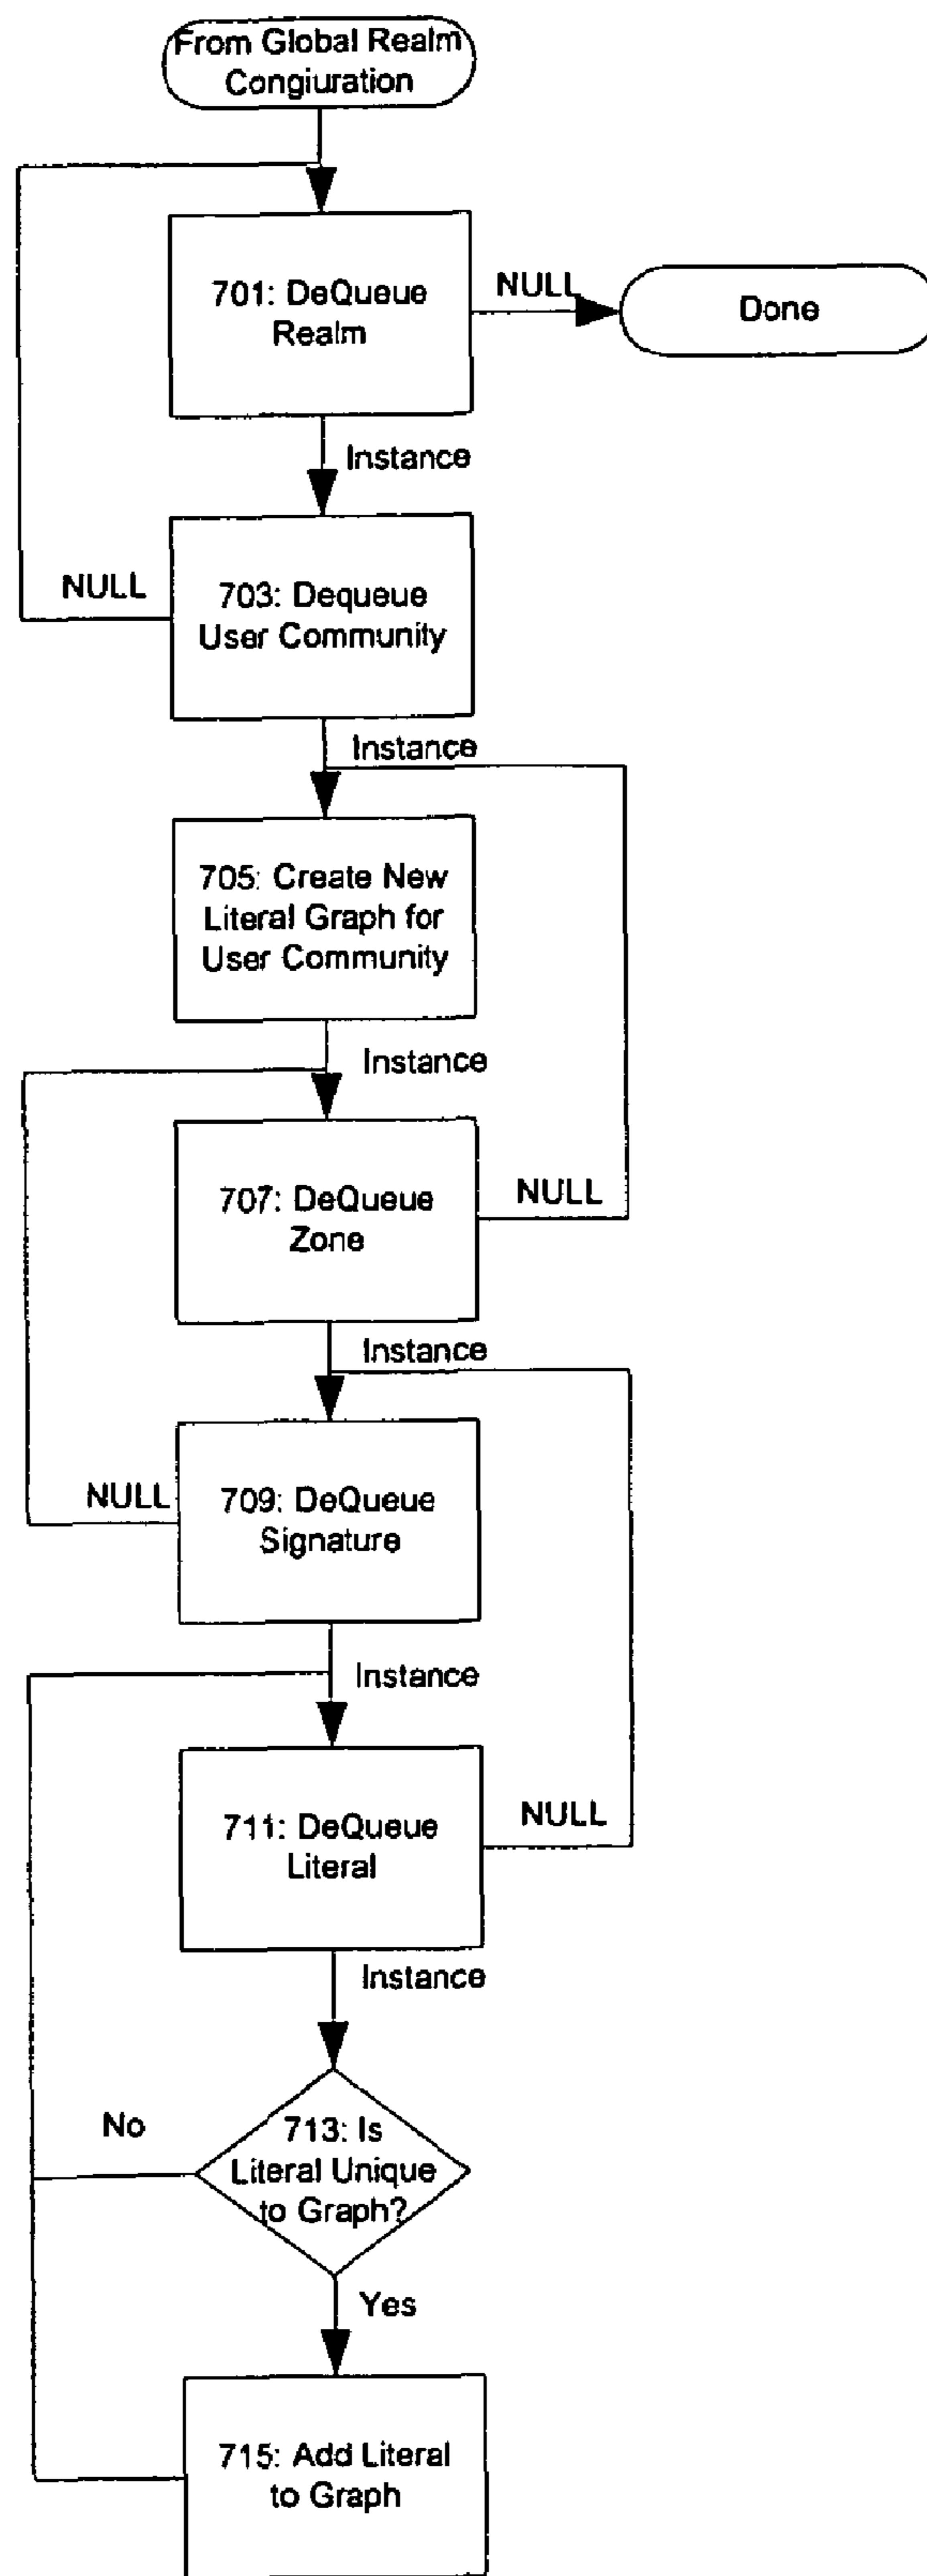 From Global Realm
Congiuration
701: DeQueue
Realm
NULL
Done
Instance
NULL
703: Dequeue
User Community
Instance
705: Create New
Literal Graph for
User Community
Instance
707: DeQueue
Zone
NULL
Instance
NULL
709: DeQueue
Signature
Instance
711: DeQueue
Literal
NULL
Instance
No
713: Is
Literal Unique
to Graph?
Yes
715: Add Literal
to Graph